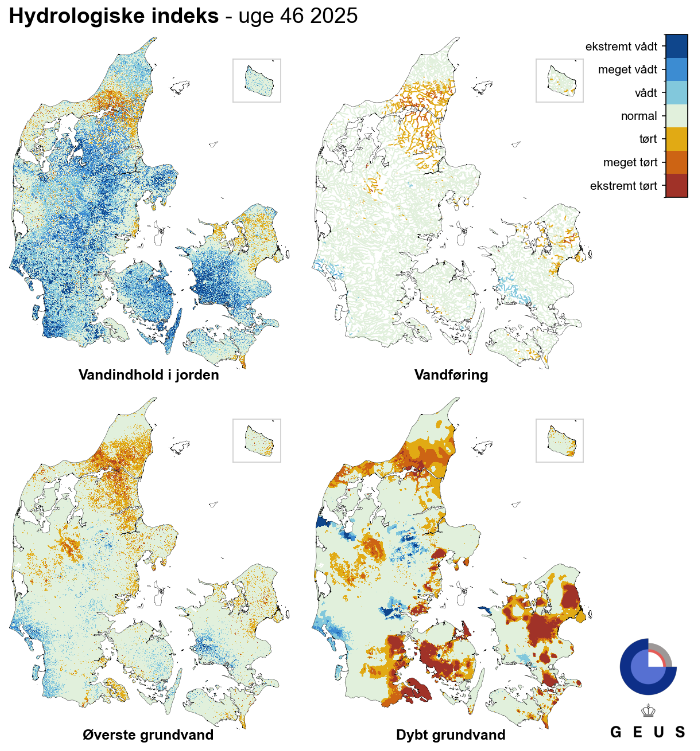 Hydrologiske indeks - uge 46 2025
ekstremt vådt
meget vådt
vådt
normal
tørt
meget tørt
ekstremt tørt
Vandindhold i jorden
Vandføring
Øverste grundvand
Dybt grundvand
G E U S